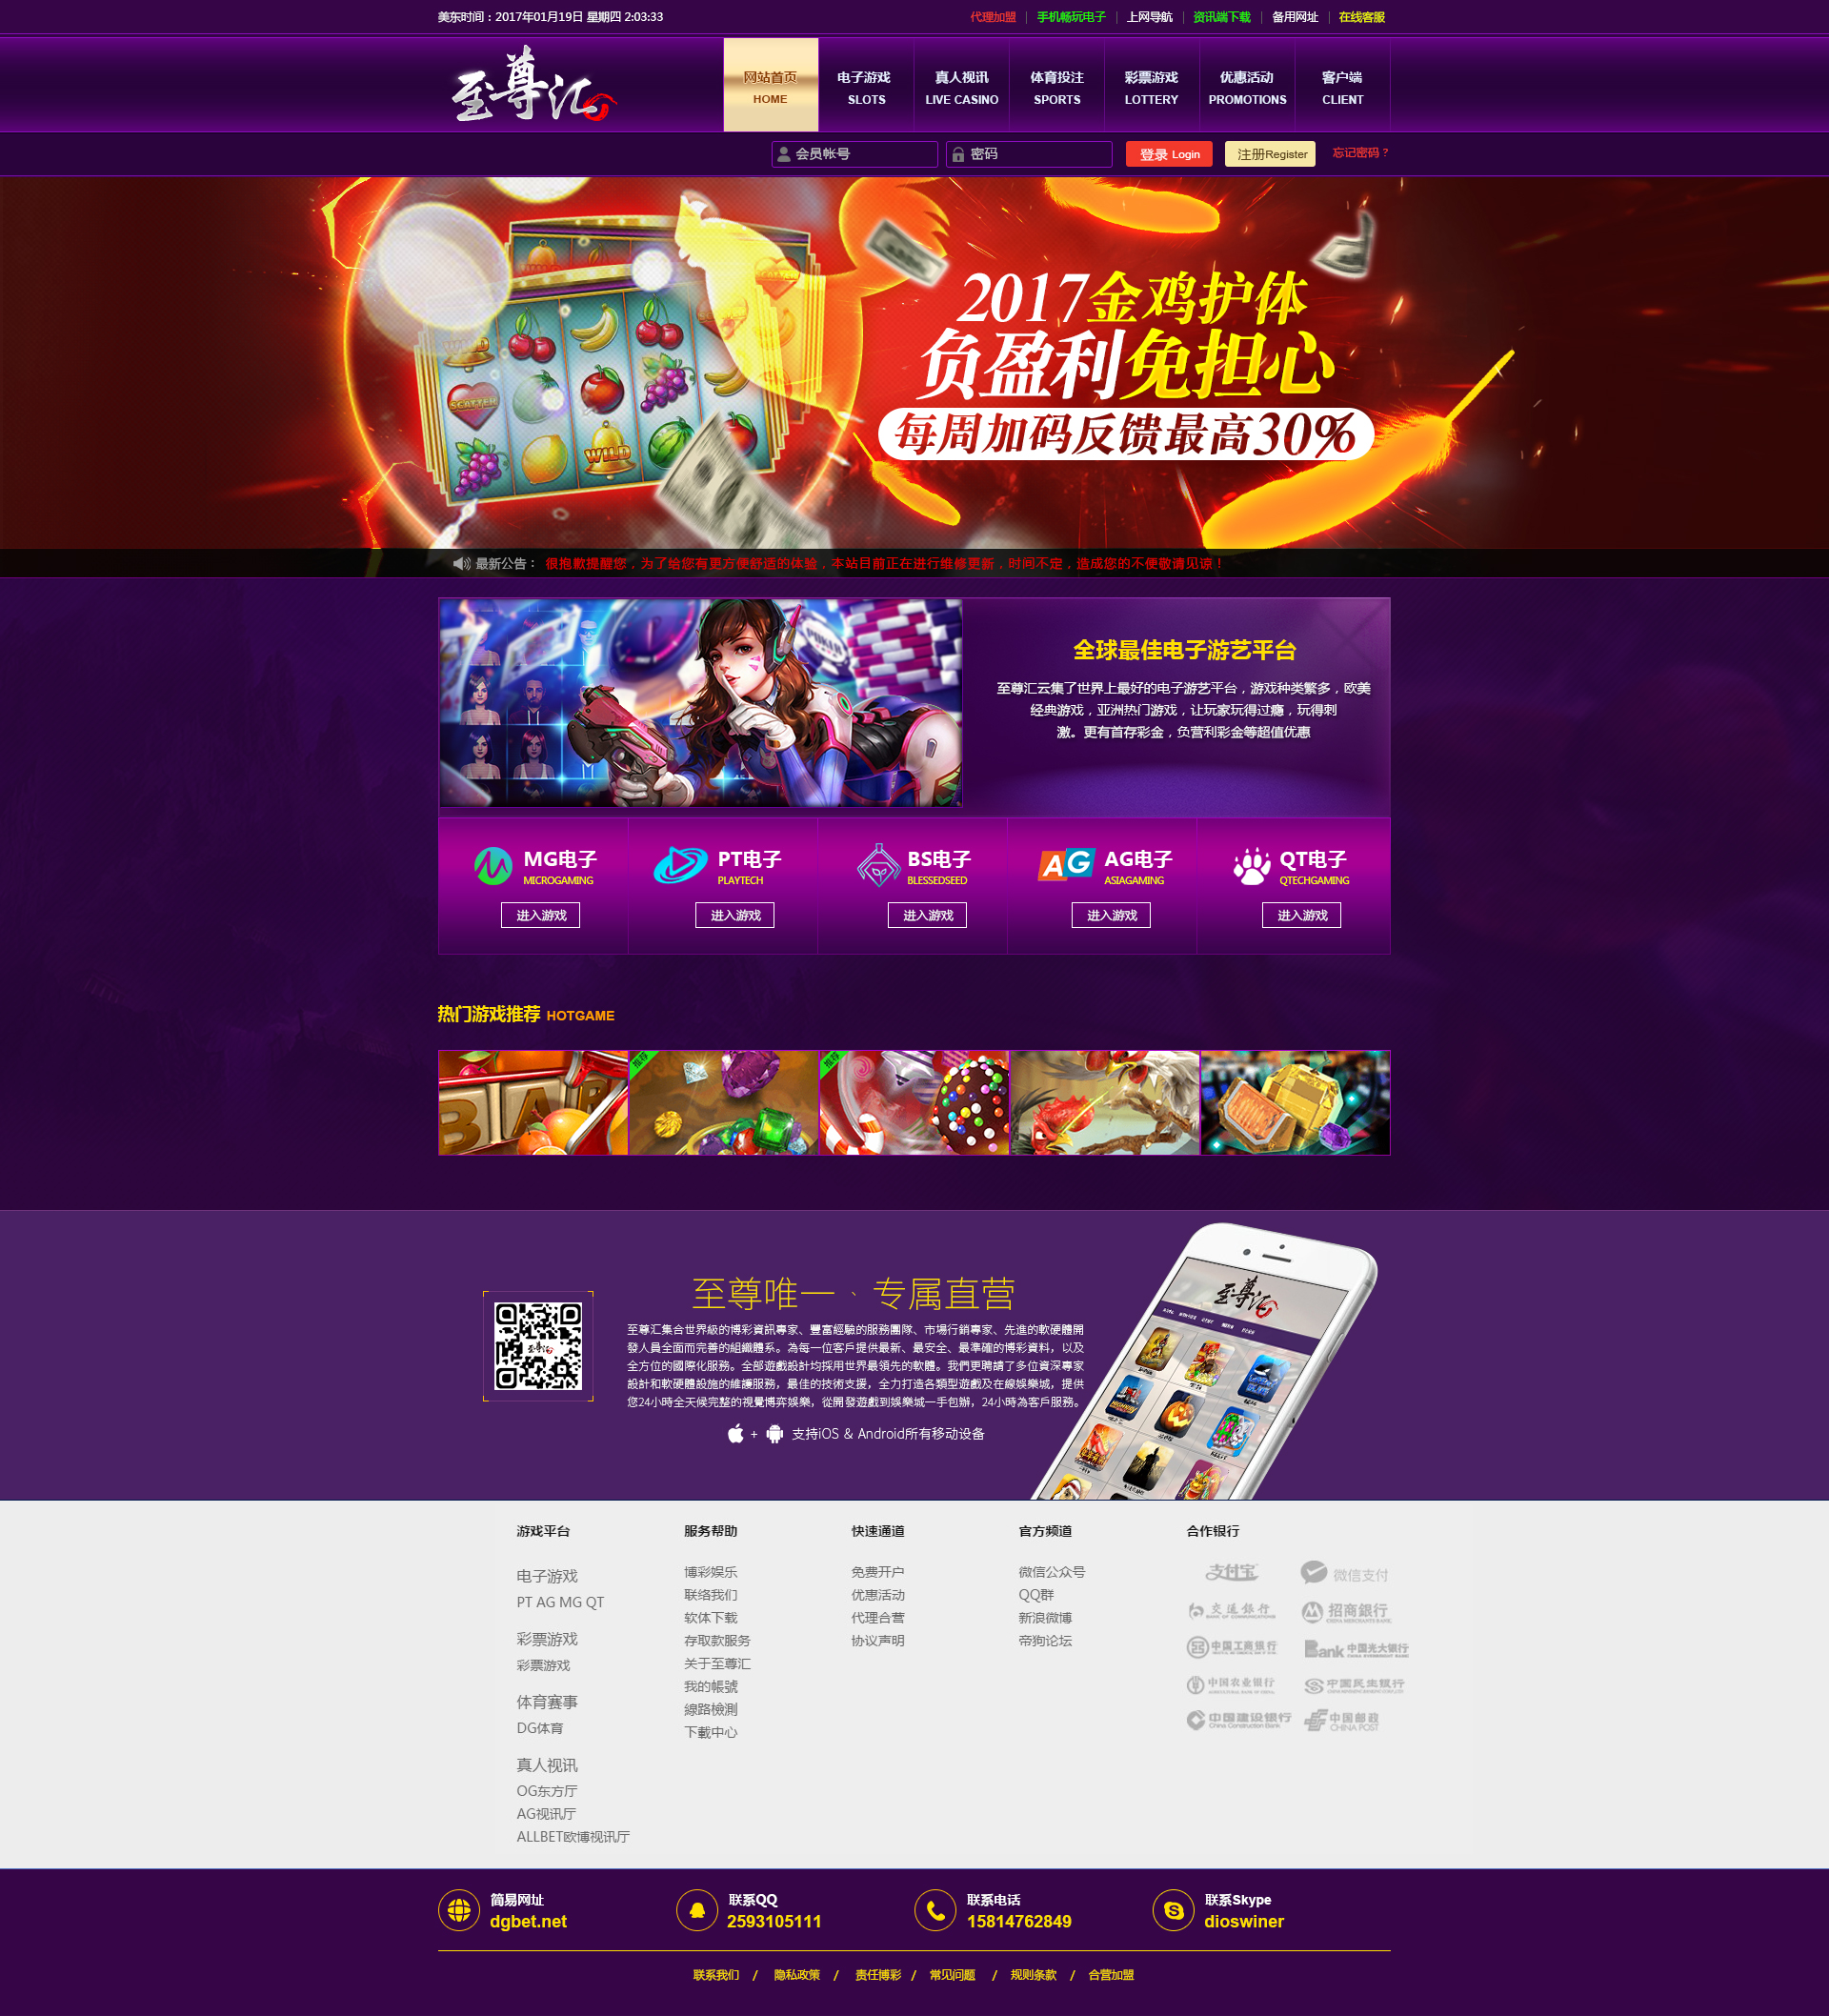 美东时间：2017年01月19日 星期四 2:03:33
代理加盟 | 手机畅玩电子 | 上网导航 | 资讯端下载 | 备用网址 | 在线客服
至尊汇
网站首页 电子游戏 真人视讯 体育投注 彩票游戏 优惠活动 客户端
HOME SLOTS LIVE CASINO SPORTS LOTTERY PROMOTIONS CLIENT
会员帐号 密码 登录 Login 注册Register 忘记密码？
2017金鸡护体
负盈利免担心
每周加码反馈最高30%
SCATTER
WILD
最新公告： 很抱歉提醒您，为了给您有更方便舒适的体验，本站目前正在进行维修更新，时间不定，造成您的不便敬请见谅！
全球最佳电子游艺平台
至尊汇云集了世界上最好的电子游艺平台，游戏种类繁多，欧美
经典游戏，亚洲热门游戏，让玩家玩得过瘾，玩得刺
激。更有首存彩金，负营利彩金等超值优惠
MG电子 PT电子 BS电子 AG AG电子 QT电子
MICROGAMING PLAYTECH BLESSEDSEED ASIAGAMING QTECHGAMING
进入游戏 进入游戏 进入游戏 进入游戏 进入游戏
热门游戏推荐 HOTGAME
推荐 推荐
BAR
至尊唯一、专属直营
至尊汇集合世界級的博彩資訊專家、豐富經驗的服務團隊、市場行銷專家、先進的軟硬體開
發人員全面而完善的組織體系。為每一位客戶提供最新、最安全、最準確的博彩資料，以及
全方位的國際化服務。全部遊戲設計均採用世界最領先的軟體。我們更聘請了多位資深專家
設計和軟硬體設施的維護服務，最佳的技術支援，全力打造各類型遊戲及在線娛樂城，提供
您24小時全天候完整的視覺博弈娛樂，從開發遊戲到娛樂城一手包辦，24小時為客戶服務。
+ 支持iOS & Android所有移动设备
至尊汇
至尊汇
游戏平台
电子游戏
PT AG MG QT
彩票游戏
彩票游戏
体育赛事
DG体育
真人视讯
OG东方厅
AG视讯厅
ALLBET欧博视讯厅
服务帮助
博彩娱乐
联络我们
软体下载
存取款服务
关于至尊汇
我的帳號
線路檢測
下載中心
快速通道
免费开户
优惠活动
代理合营
协议声明
官方频道
微信公众号
QQ群
新浪微博
帝狗论坛
合作银行
支付宝 微信支付
交通银行 招商银行
BANK OF COMMUNICATIONS CHINA MERCHANTS BANK
中国工商银行 Bank 中国光大银行
中国农业银行 中国民生银行
AGRICULTURAL BANK OF CHINA
中国建设银行 中国邮政
China Construction Bank CHINA POST
简易网址 联系QQ 联系电话 联系Skype
dgbet.net 2593105111 15814762849 dioswiner
联系我们 / 隐私政策 / 责任博彩 / 常见问题 / 规则条款 / 合营加盟